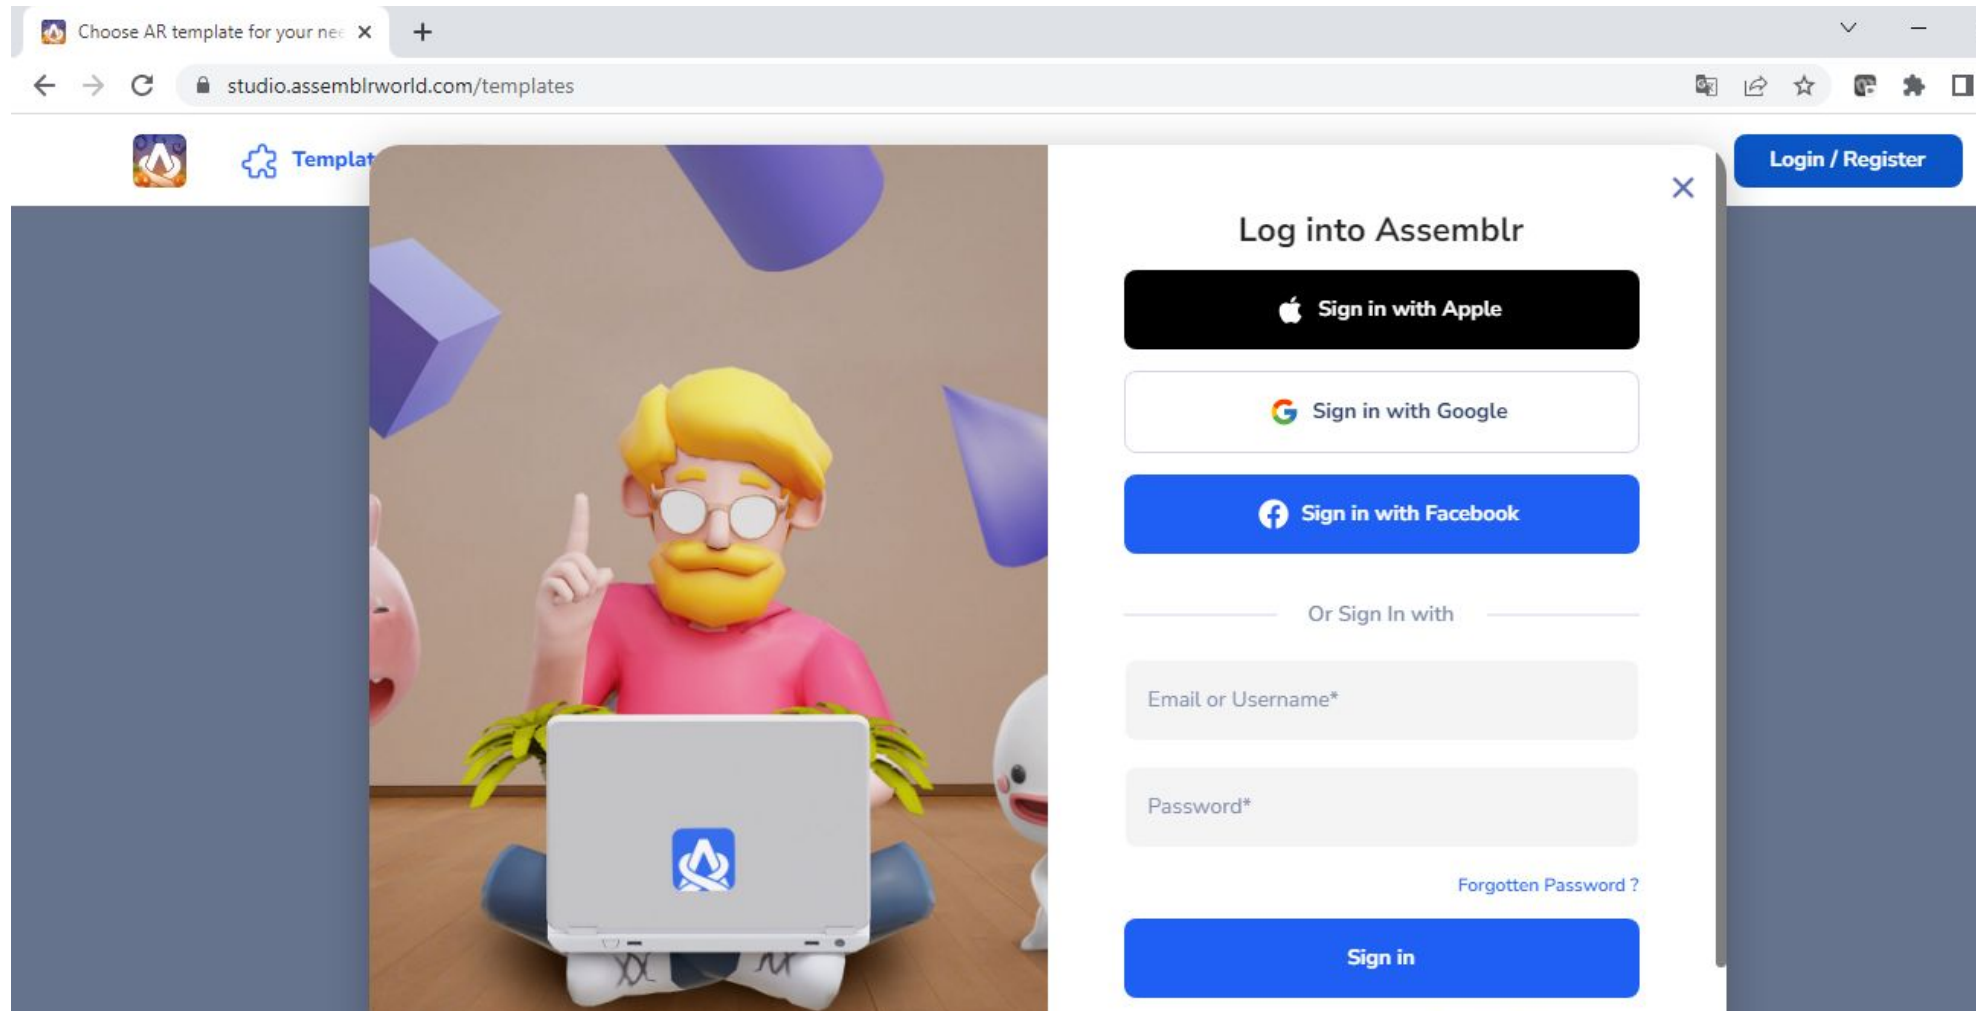 Choose AR template for your nee
studio.assemblrworld.com/templates
Templat
Login / Register
Log into Assemblr
Sign in with Apple
Sign in with Google
Sign in with Facebook
Or Sign In with
Email or Username*
Password*
Forgotten Password ?
Sign in